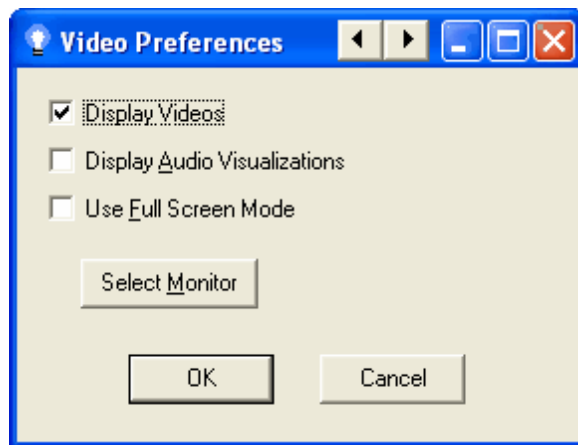 Video Preferences
Display Videos
Display Audio Visualizations
Use Full Screen Mode
Select Monitor
OK Cancel